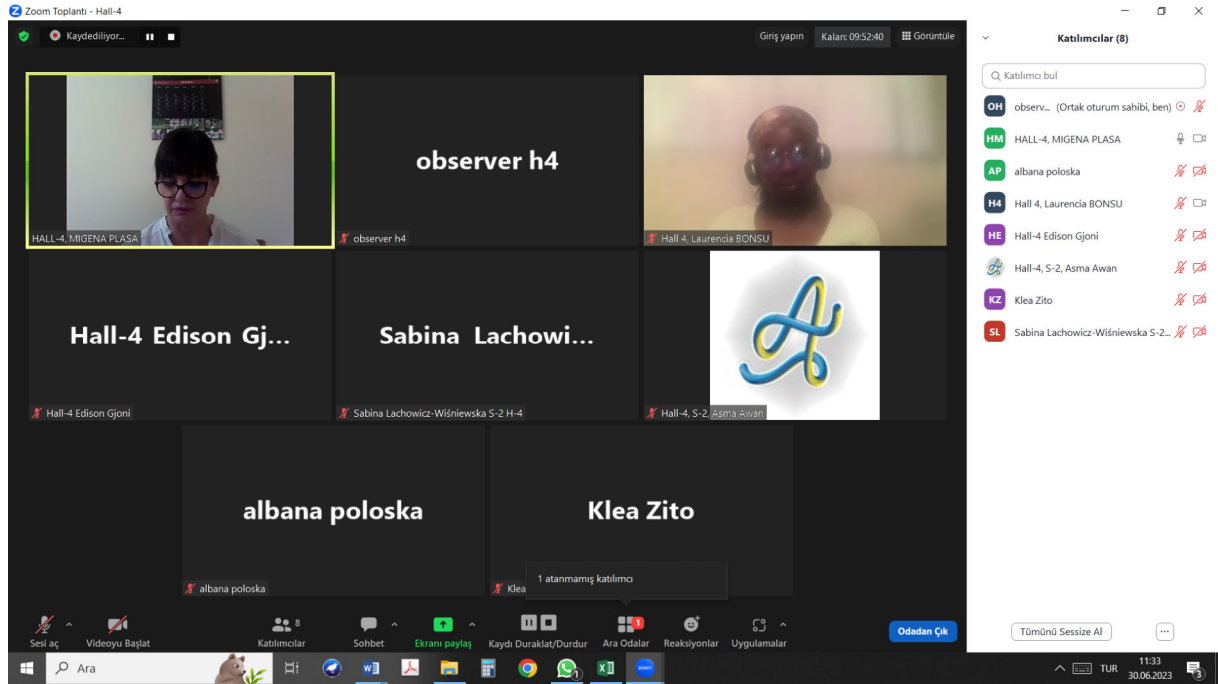 Zoom Toplantı - Hall-4
Kaydediliyor...
Giriş yapın
Kalan: 09:52:40
Görüntüle
HALL-4, MIGENA PLASA
observer h4
observer h4
Hall 4, Laurencia BONSU
Hall-4 Edison Gj...
Hall-4 Edison Gjoni
Sabina Lachowi...
Sabina Lachowicz-Wiśniewska S-2 H-4
Hall-4, S-2, Asma Awan
albana poloska
albana poloska
Klea Zito
Klea
1 atanmamış katılımcı
Sesi aç
Videoyu Başlat
8
Katılımcılar
Sohbet
Ekranı paylaş
Kaydı Duraklat/Durdur
1
Ara Odalar
Reaksiyonlar
Uygulamalar
Odadan Çık
Katılımcılar (8)
Katılımcı bul
OH observ... (Ortak oturum sahibi, ben)
HM HALL-4, MIGENA PLASA
AP albana poloska
H4 Hall 4, Laurencia BONSU
HE Hall-4 Edison Gjoni
Hall-4, S-2, Asma Awan
KZ Klea Zito
SL Sabina Lachowicz-Wiśniewska S-2...
Tümünü Sessize Al
...
Ara
zoom
TUR
11:33
30.06.2023
3